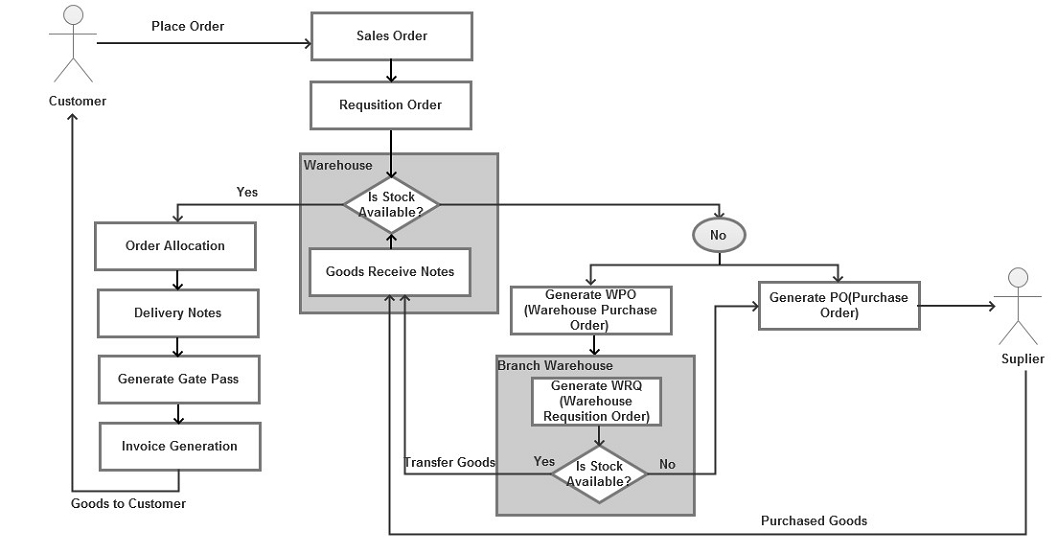 Place Order
Sales Order
Customer
Requsition Order
Warehouse
Is Stock
Available?
Yes
Order Allocation
No
Goods Receive Notes
Delivery Notes
Generate WPO
(Warehouse Purchase
Order)
Generate PO(Purchase
Order)
Suplier
Generate Gate Pass
Branch Warehouse
Generate WRQ
(Warehouse
Requsition Order)
Invoice Generation
Transfer Goods
Yes
Is Stock
Available?
No
Goods to Customer
Purchased Goods